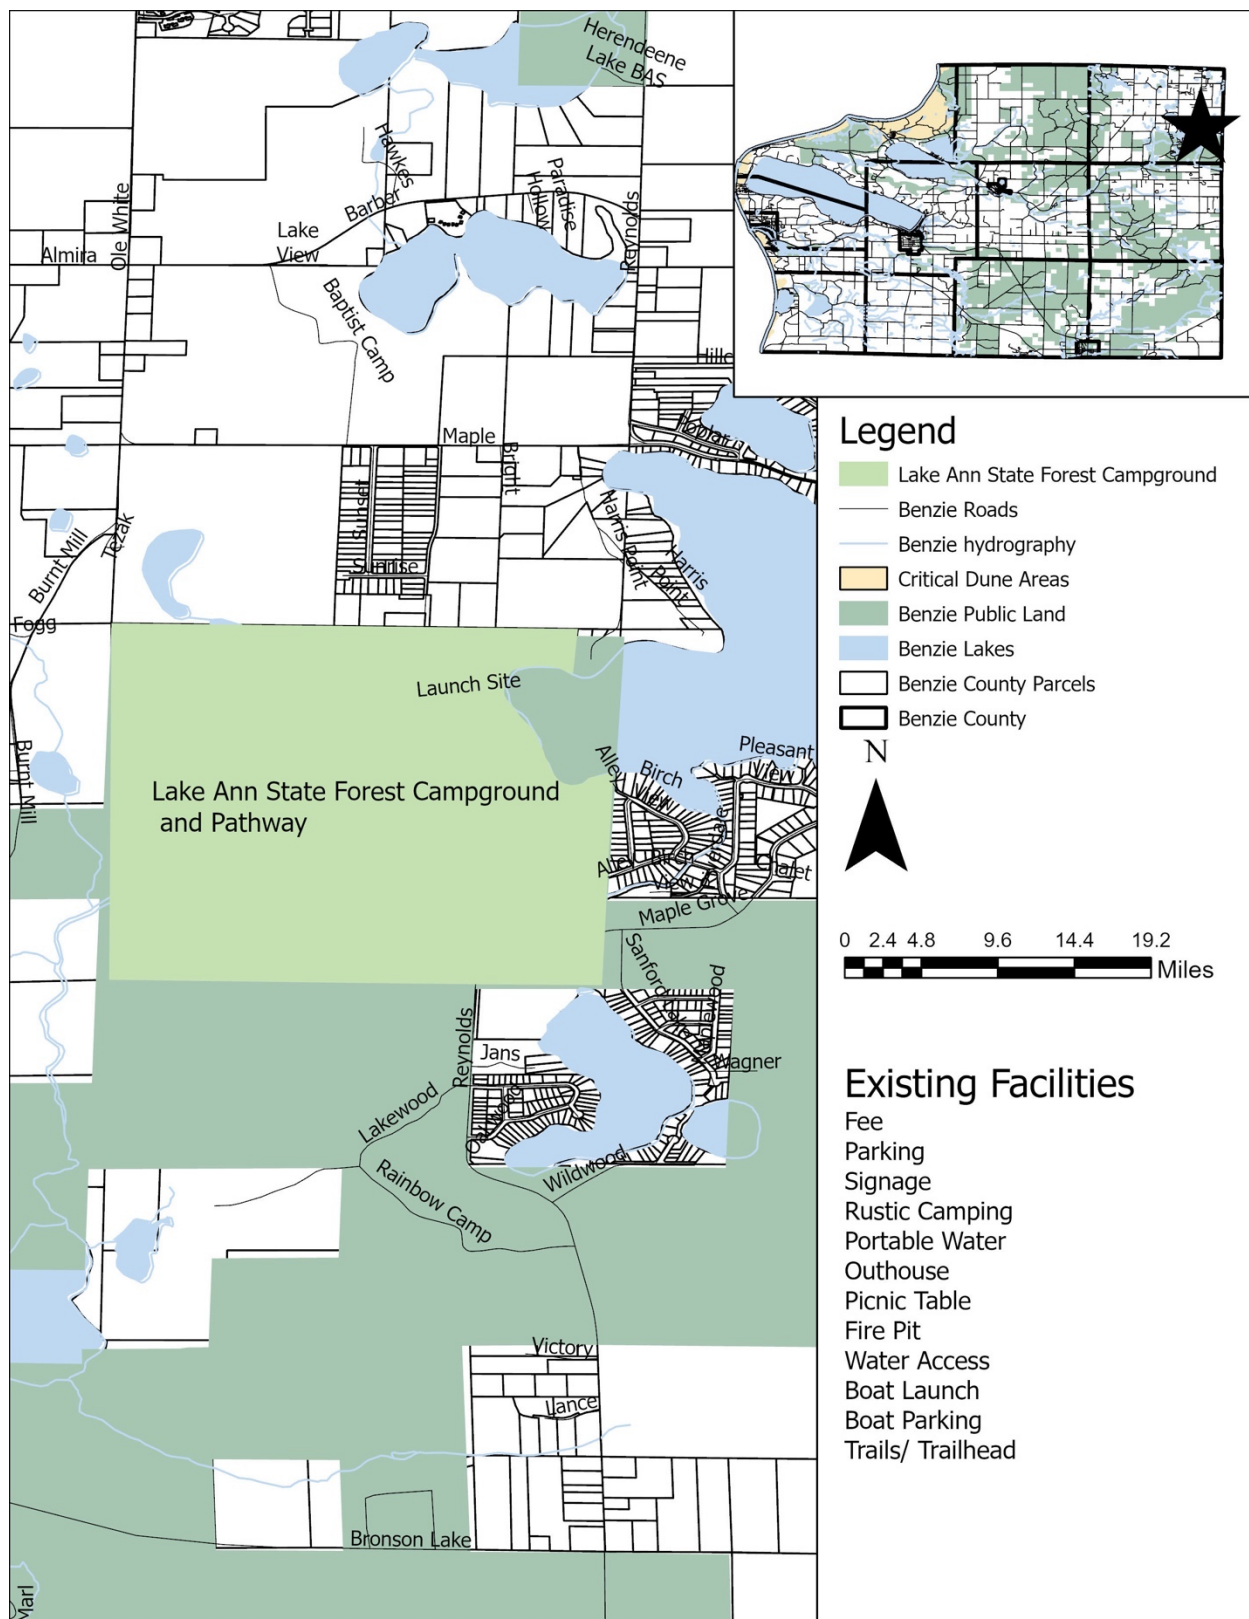 Herendeene
Lake BAS
Hawkes
Paradise
Hollow
Barber
Reynolds
Lake
View
Ole White
Almira
Baptist Camp
Hille
Poplar
Maple
Bright
Sunset
Harris Point
Harris
Point
Tezak
Burnt Mill
Sunrise
Fogg
Launch Site
Pleasant
View
Alley
Birch
View
Burnt Mill
Lake Ann State Forest Campground
and Pathway
Alley
Birch
View
Chalet
Maple Grove
Sanford Lake
Reynolds
Jans
Wagner
Lakewood
Oakwood
Wildwood
Rainbow Camp
Victory
Lance
Bronson Lake
Marl
Legend
Lake Ann State Forest Campground
Benzie Roads
Benzie hydrography
Critical Dune Areas
Benzie Public Land
Benzie Lakes
Benzie County Parcels
Benzie County
N
0 2.4 4.8 9.6 14.4 19.2
Miles
Existing Facilities
Fee
Parking
Signage
Rustic Camping
Portable Water
Outhouse
Picnic Table
Fire Pit
Water Access
Boat Launch
Boat Parking
Trails/ Trailhead